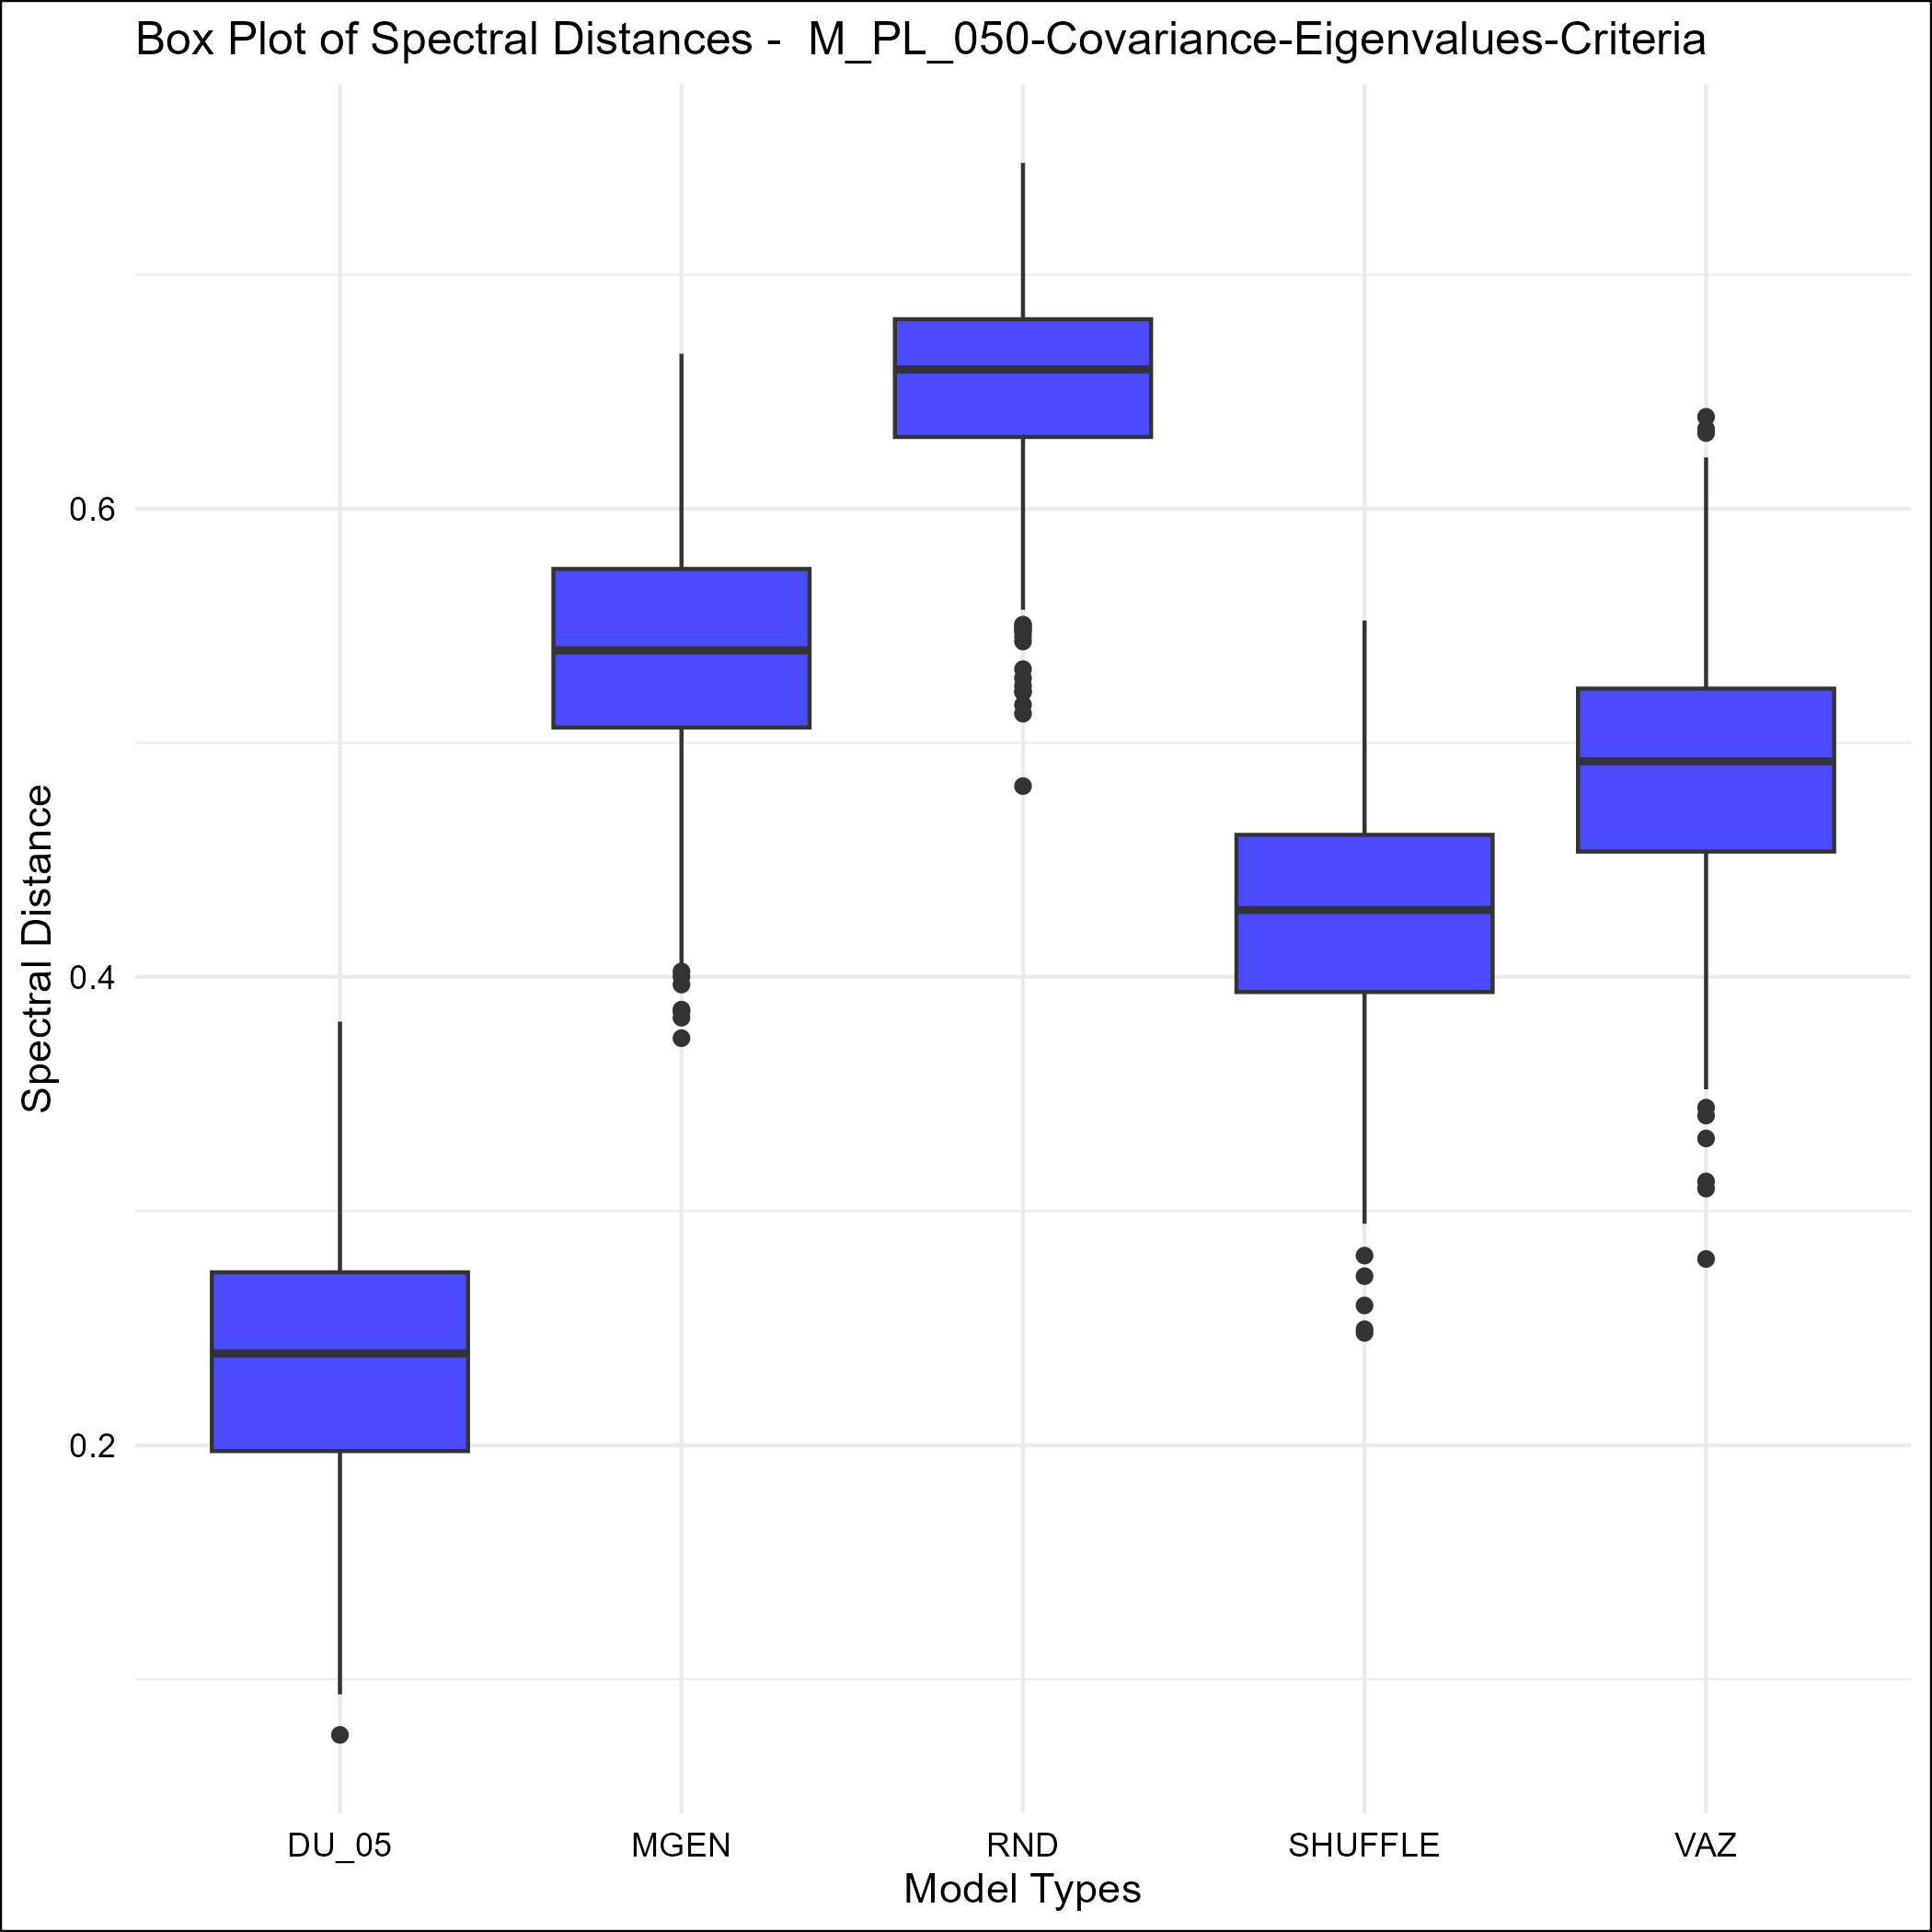 Box Plot of Spectral Distances -  M_PL_050-Covariance-Eigenvalues-Criteria
Spectral Distance
0.6
0.4
0.2
DU_05 MGEN RND SHUFFLE VAZ
Model Types